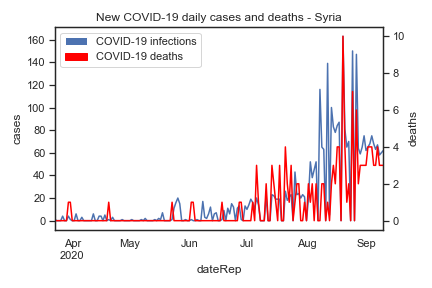 New COVID-19 daily cases and deaths - Syria
COVID-19 infections
COVID-19 deaths
160
140
120
100
80
60
40
20
0
cases
10
8
6
4
2
0
deaths
Apr May Jun Jul Aug Sep
2020
dateRep